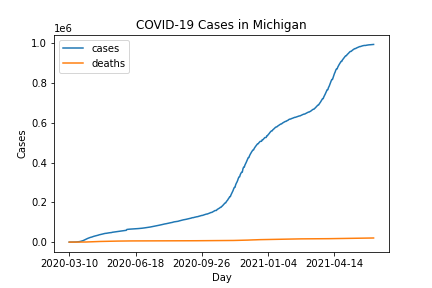 COVID-19 Cases in Michigan
1e6
cases
deaths
1.0
0.8
0.6
0.4
0.2
0.0
Cases
2020-03-10 2020-06-18 2020-09-26 2021-01-04 2021-04-14
Day